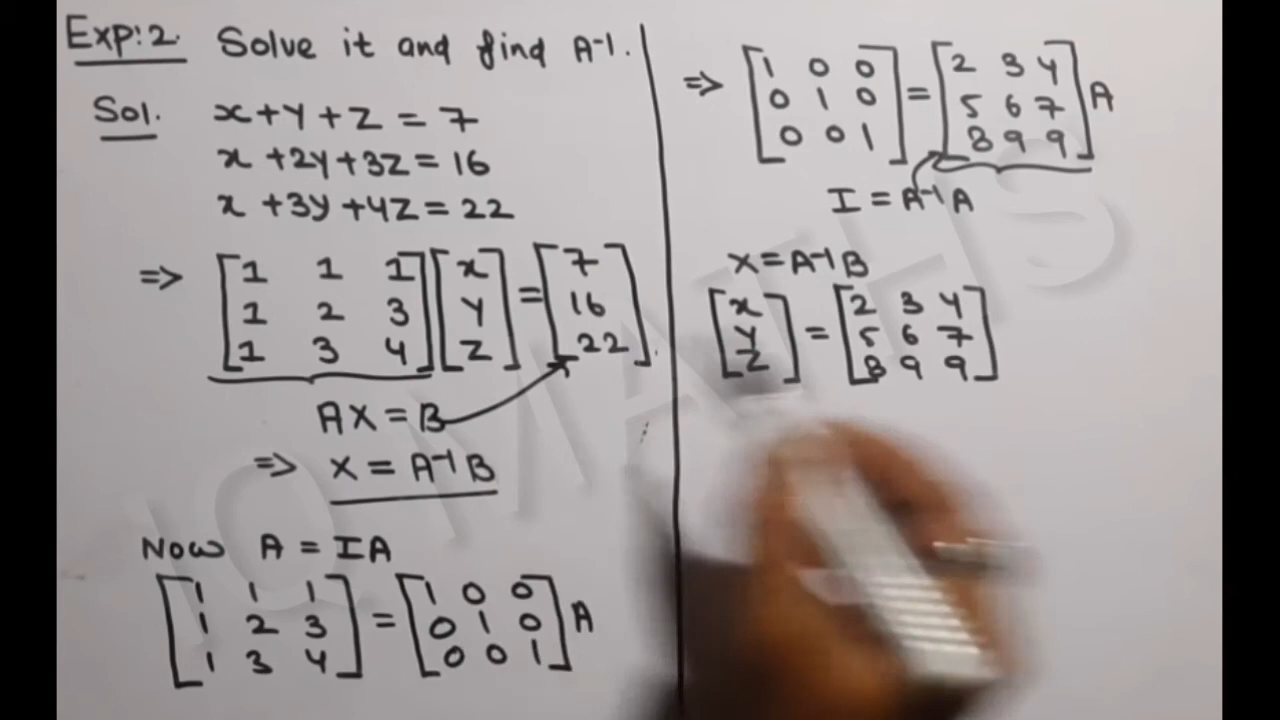 Exp:2. Solve it and find A-1.
Sol. x+y+z=7
x+2y+3z=16
x+3y+4z=22
=> [1 1 1] [x] = [7]
[1 2 3] [y] [16]
[1 3 4] [z] [22]
AX=B
=> X=A-1B
Now A=IA
[1 1 1] = [1 0 0] A
[1 2 3] [0 1 0]
[1 3 4] [0 0 1]
=> [1 0 0] = [2 3 4] A
[0 1 0] [5 6 7]
[0 0 1] [8 9 9]
I=A-1A
X=A-1B
[x] = [2 3 4]
[y] [5 6 7]
[z] [8 9 9]
IQ MATHS